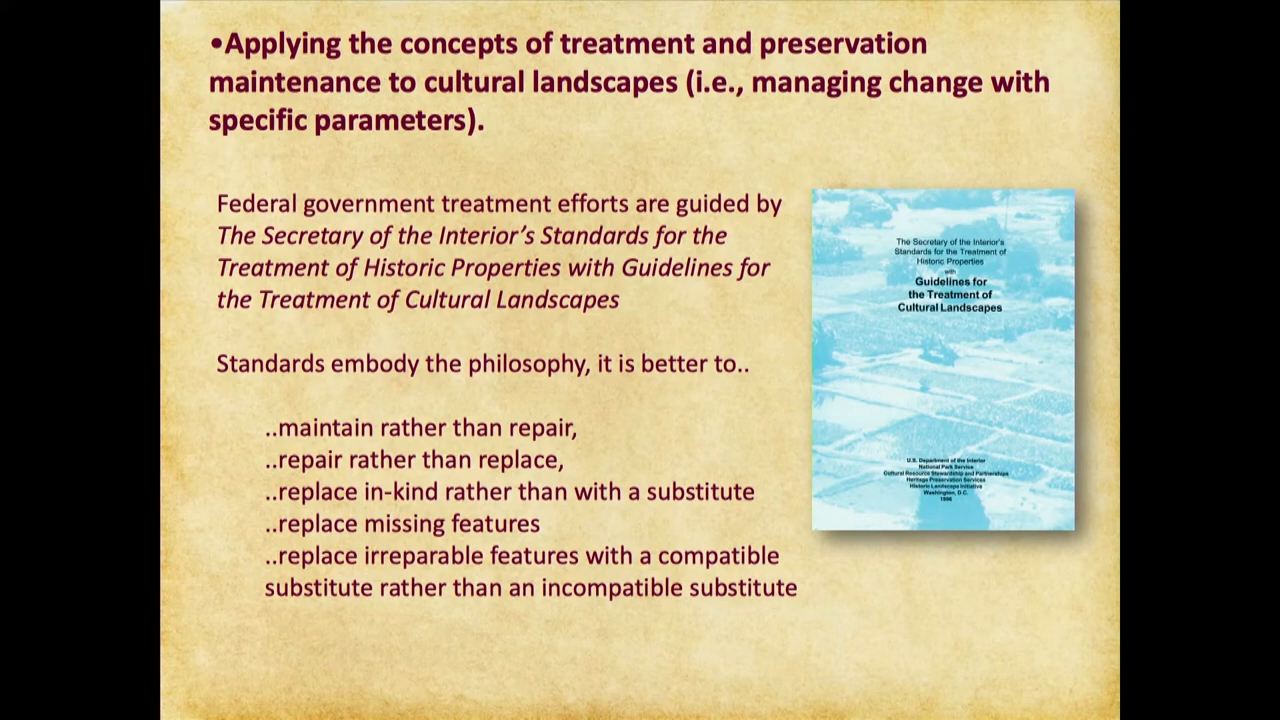 •Applying the concepts of treatment and preservation
maintenance to cultural landscapes (i.e., managing change with
specific parameters).
Federal government treatment efforts are guided by
The Secretary of the Interior's Standards for the
Treatment of Historic Properties with Guidelines for
the Treatment of Cultural Landscapes
Standards embody the philosophy, it is better to..
..maintain rather than repair,
..repair rather than replace,
..replace in-kind rather than with a substitute
..replace missing features
..replace irreparable features with a compatible
substitute rather than an incompatible substitute
The Secretary of the Interior's
Standards for the Treatment of
Historic Properties
with
Guidelines for
the Treatment of
Cultural Landscapes
U.S. Department of the Interior
National Park Service
Cultural Resource Stewardship and Partnerships
Heritage Preservation Services
Historic Landscape Initiative
Washington, D.C.
1996